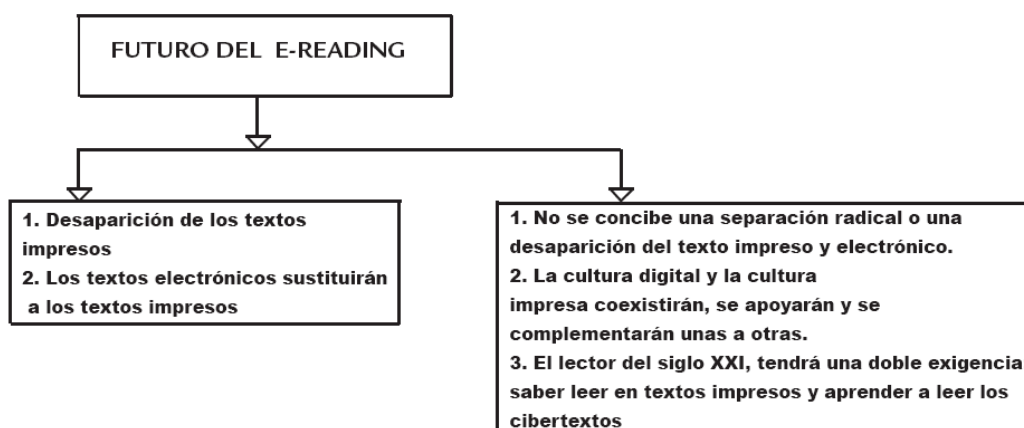 FUTURO DEL E-READING
1. Desaparición de los textos
impresos
2. Los textos electrónicos sustituirán
a los textos impresos
1. No se concibe una separación radical o una
desaparición del texto impreso y electrónico.
2. La cultura digital y la cultura
impresa coexistirán, se apoyarán y se
complementarán unas a otras.
3. El lector del siglo XXI, tendrá una doble exigencia
saber leer en textos impresos y aprender a leer los
cibertextos